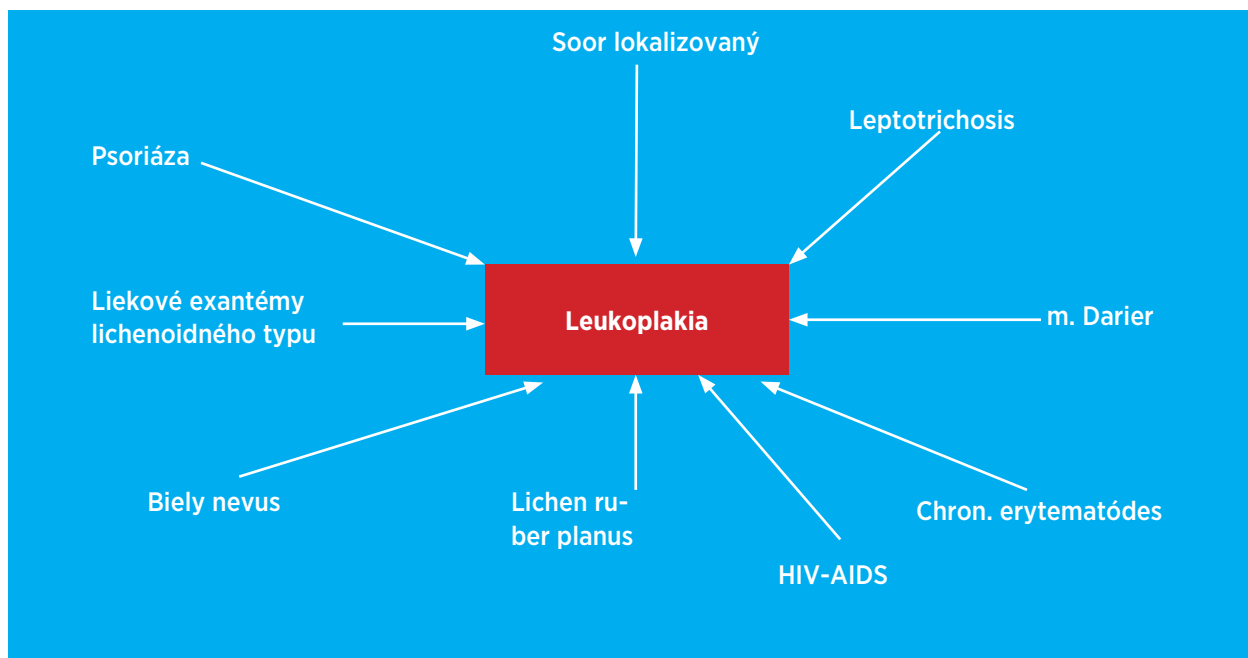 Soor lokalizovaný
Leptotrichosis
Psoriáza
Liekové exantémy
lichenoidného typu
Leukoplakia
m. Darier
Biely nevus
Lichen ru-
ber planus
Chron. erytematódes
HIV-AIDS